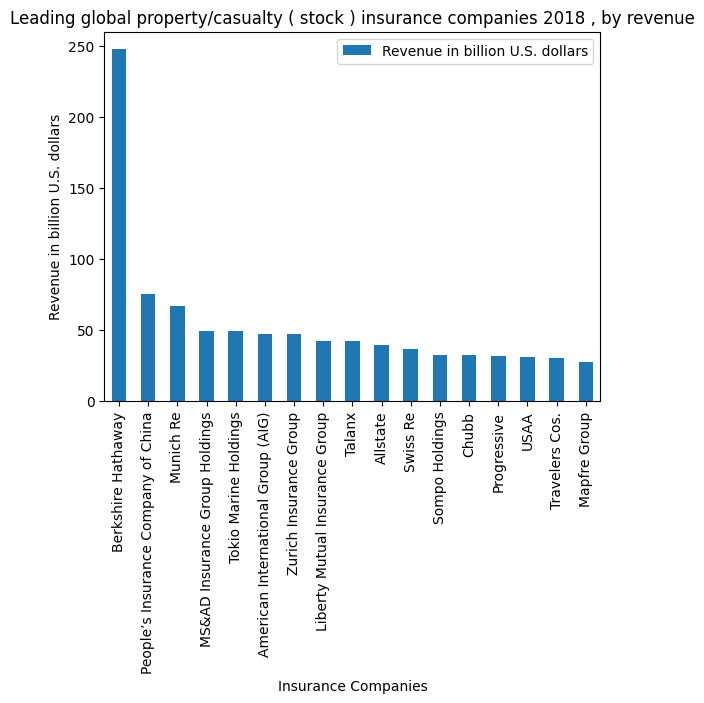 Leading global property/casualty ( stock ) insurance companies 2018 , by revenue
Revenue in billion U.S. dollars
Revenue in billion U.S. dollars
250
200
150
100
50
0
Berkshire Hathaway
People’s Insurance Company of China
Munich Re
MS&AD Insurance Group Holdings
Tokio Marine Holdings
American International Group (AIG)
Zurich Insurance Group
Liberty Mutual Insurance Group
Talanx
Allstate
Swiss Re
Sompo Holdings
Chubb
Progressive
USAA
Travelers Cos.
Mapfre Group
Insurance Companies